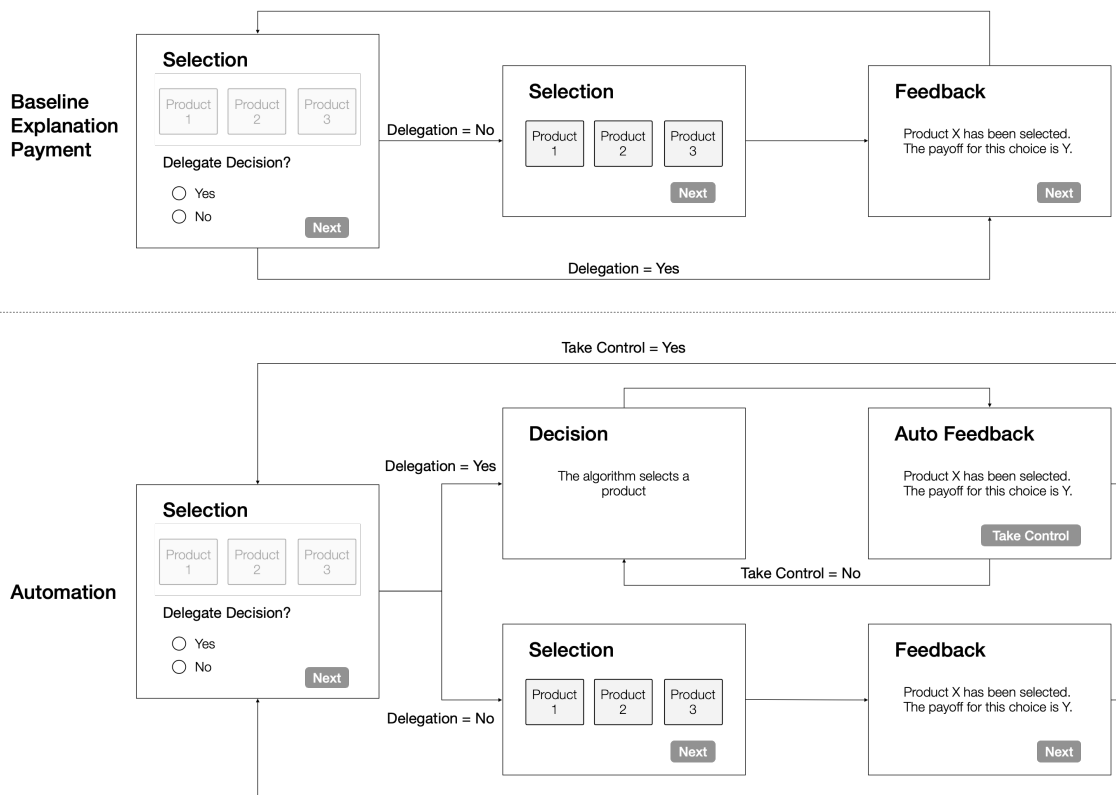 Baseline
Explanation
Payment
Selection
Product
1
Product
2
Product
3
Delegate Decision?
Yes
No
Next
Delegation = No
Selection
Product
1
Product
2
Product
3
Next
Feedback
Product X has been selected.
The payoff for this choice is Y.
Next
Delegation = Yes
Automation
Take Control = Yes
Selection
Product
1
Product
2
Product
3
Delegate Decision?
Yes
No
Next
Delegation = Yes
Decision
The algorithm selects a
product
Auto Feedback
Product X has been selected.
The payoff for this choice is Y.
Take Control
Take Control = No
Delegation = No
Selection
Product
1
Product
2
Product
3
Next
Feedback
Product X has been selected.
The payoff for this choice is Y.
Next